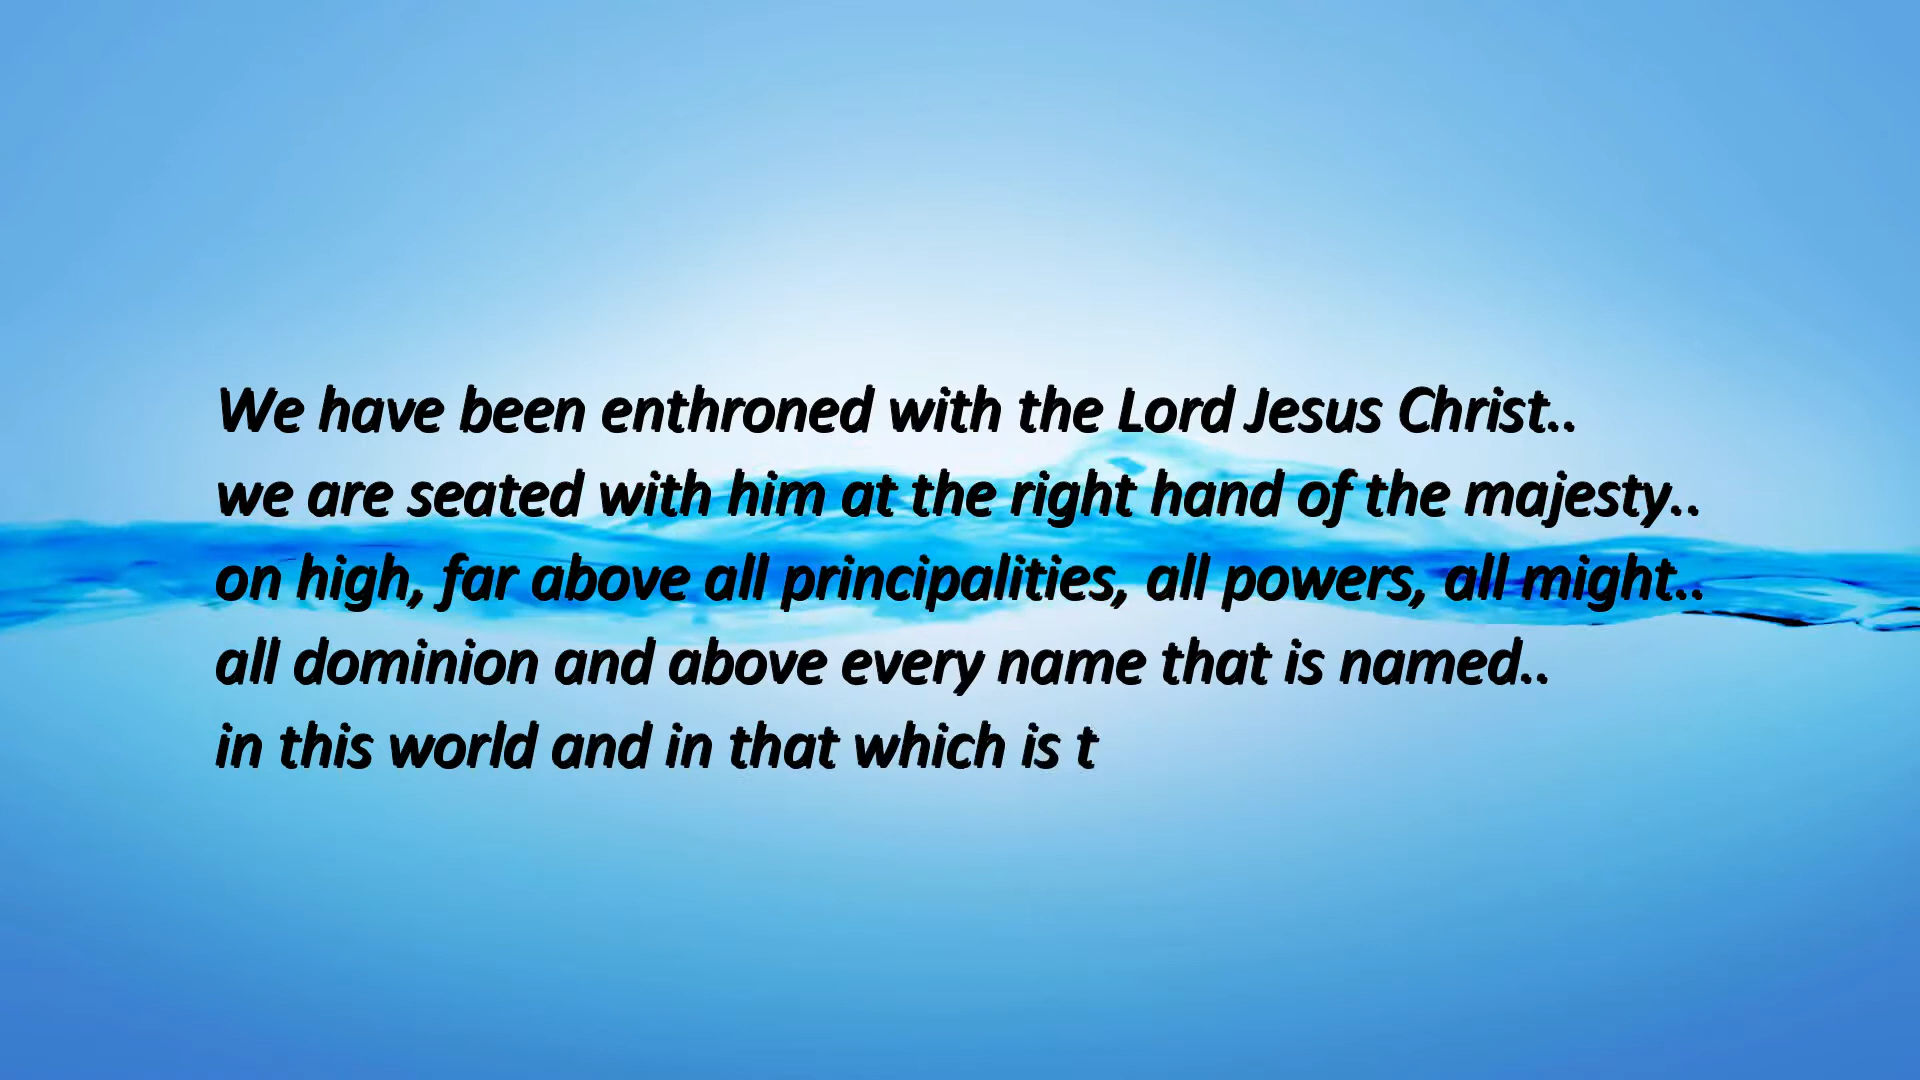 We have been enthroned with the Lord Jesus Christ..
we are seated with him at the right hand of the majesty..
on high, far above all principalities, all powers, all might..
all dominion and above every name that is named..
in this world and in that which is t